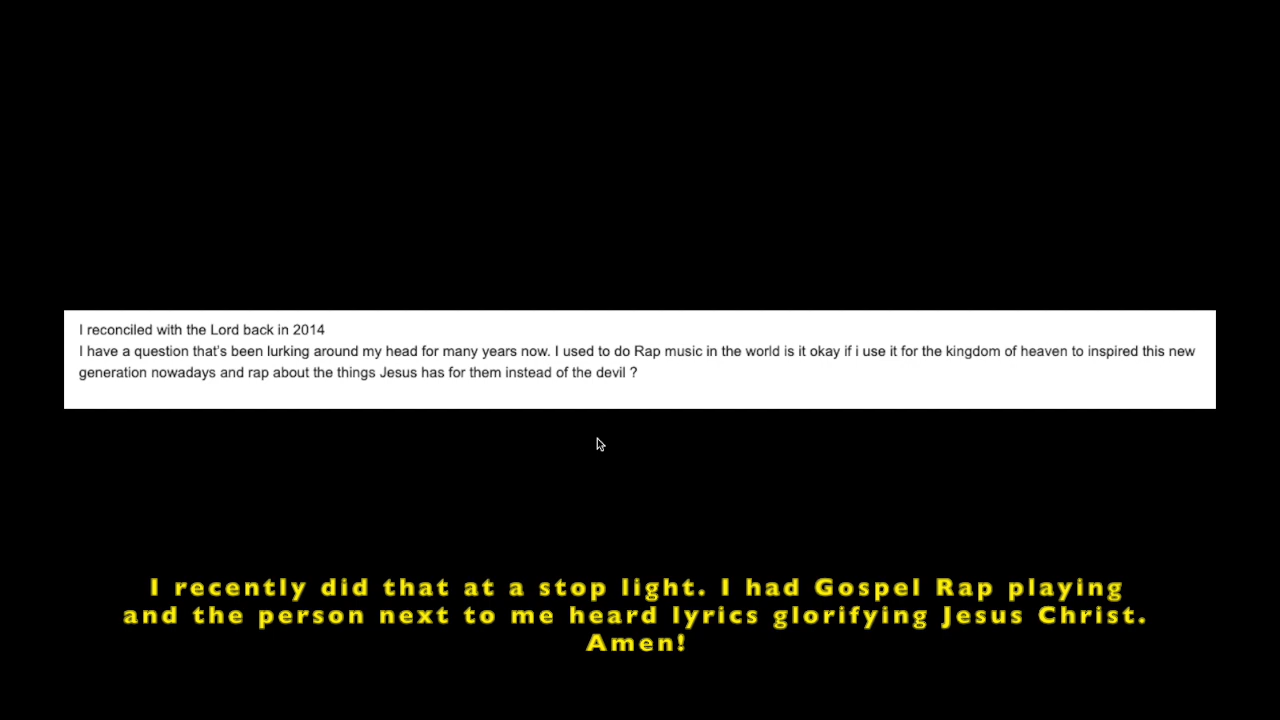 I reconciled with the Lord back in 2014
I have a question that's been lurking around my head for many years now. I used to do Rap music in the world is it okay if i use it for the kingdom of heaven to inspired this new
generation nowadays and rap about the things Jesus has for them instead of the devil ?
I recently did that at a stop light. I had Gospel Rap playing
and the person next to me heard lyrics glorifying Jesus Christ.
Amen!